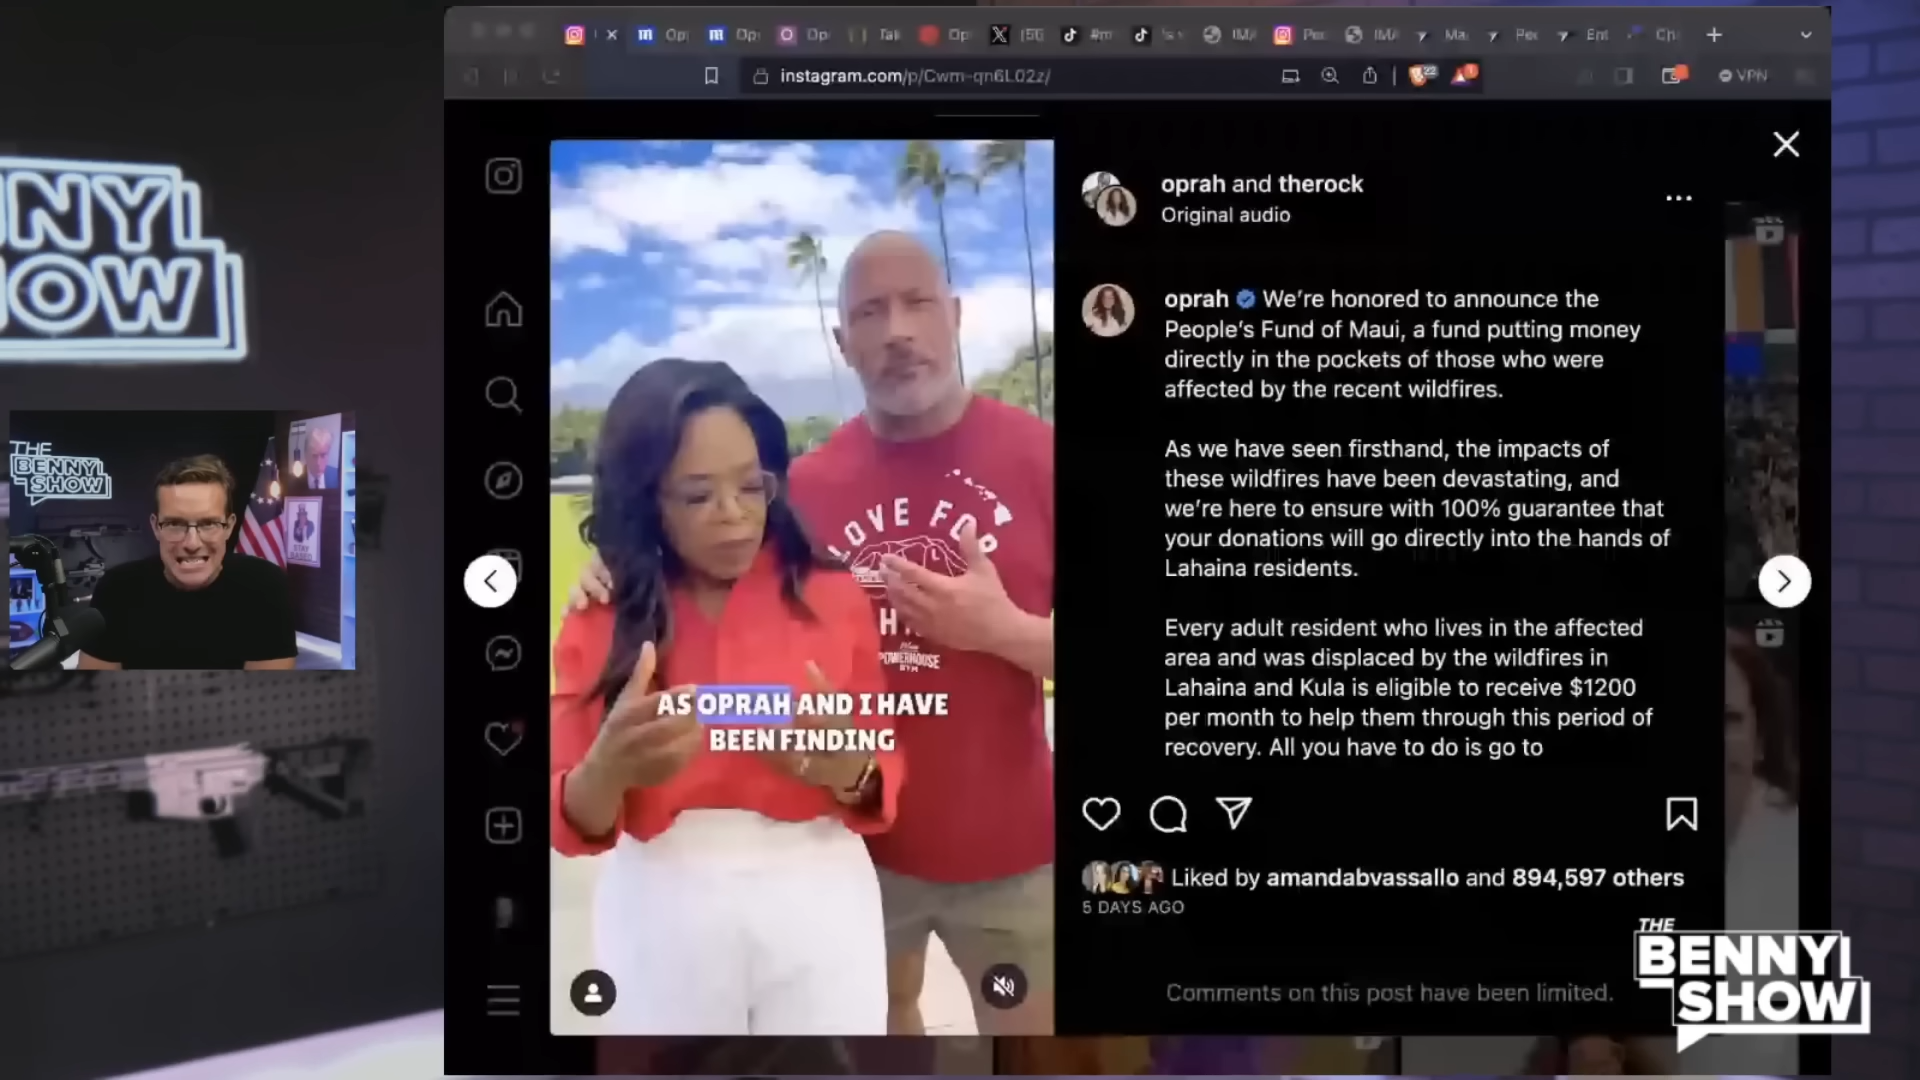 instagram.com/p/Cwm-qn6L02z/
VPN
NNY
OW
THE
BENNY
SHOW
oprah and therock
Original audio
oprah We're honored to announce the
People's Fund of Maui, a fund putting money
directly in the pockets of those who were
affected by the recent wildfires.
As we have seen firsthand, the impacts of
these wildfires have been devastating, and
we're here to ensure with 100% guarantee that
your donations will go directly into the hands of
Lahaina residents.
Every adult resident who lives in the affected
area and was displaced by the wildfires in
Lahaina and Kula is eligible to receive $1200
per month to help them through this period of
recovery. All you have to do is go to
LOVE FOR
POWERHOUSE
GYM
AS OPRAH AND I HAVE
BEEN FINDING
Liked by amandabvassallo and 894,597 others
5 DAYS AGO
Comments on this post have been limited.
THE
BENNY
SHOW